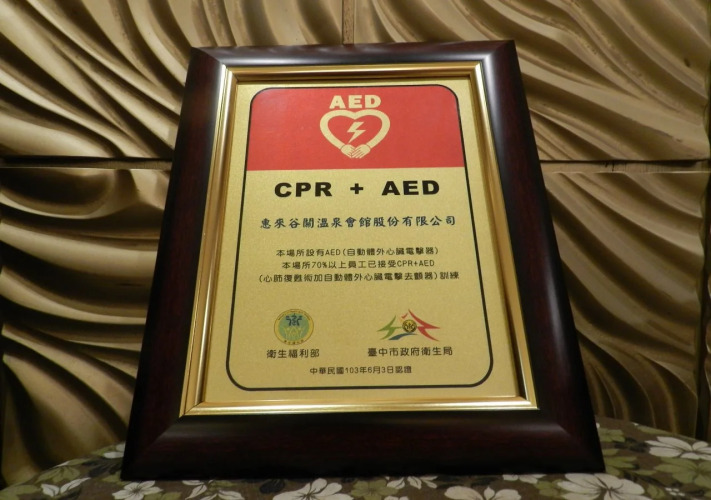 AED
CPR + AED
惠來谷關溫泉會館股份有限公司
本場所設有AED(自動體外心臟電擊器)
本場所70%以上員工已接受CPR+AED
(心肺復甦術加自動體外心臟電擊去顫器)訓練
衛生福利部
臺中市政府衛生局
中華民國103年6月3日認證